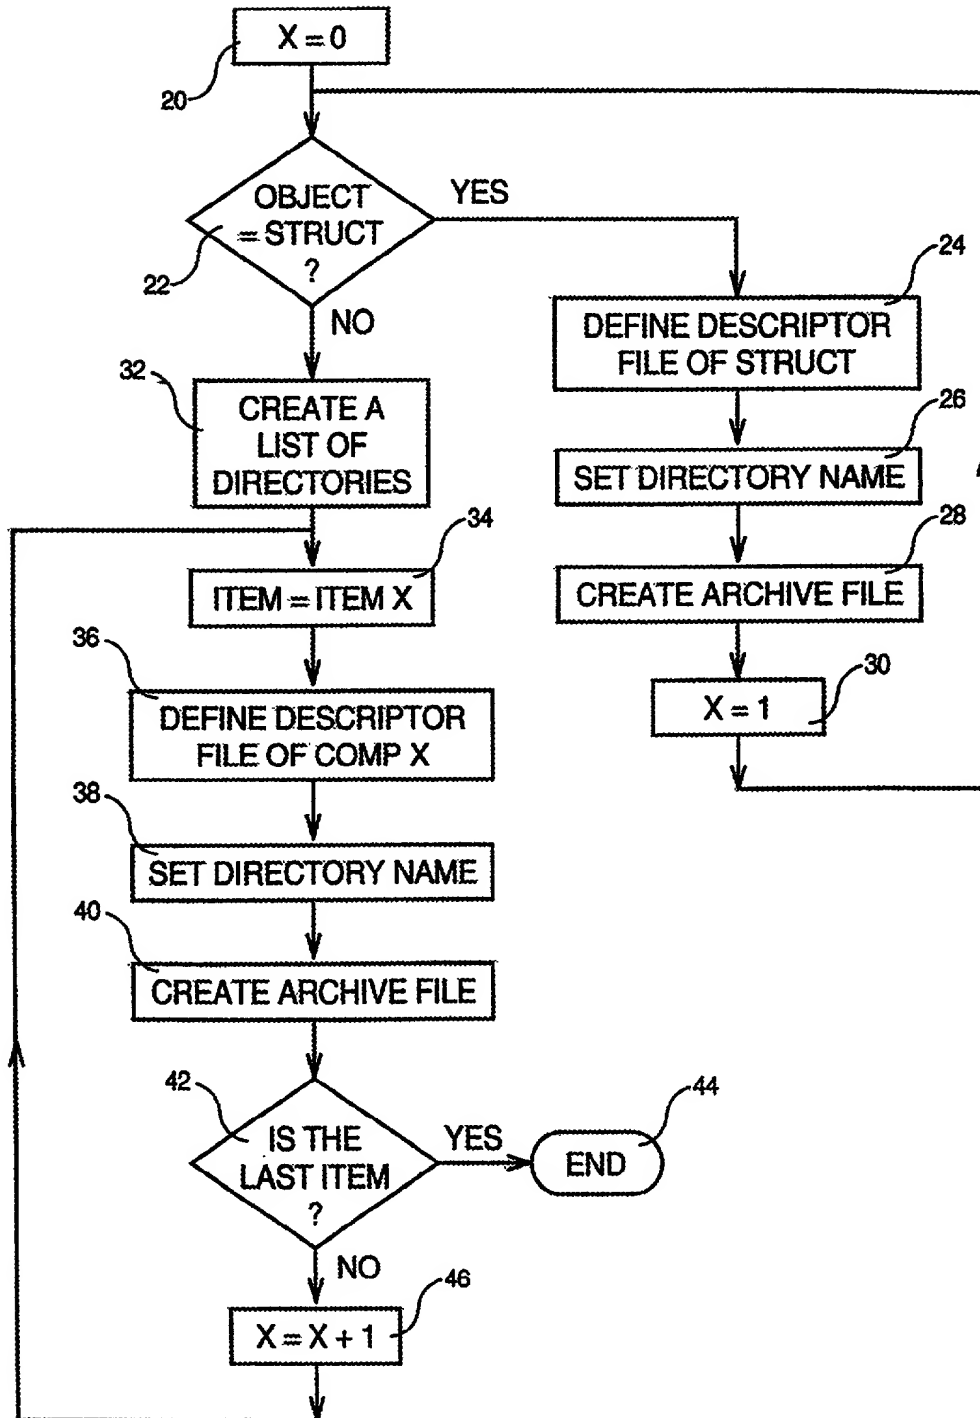 X = 0
20
OBJECT
= STRUCT
?
22
YES
NO
24
DEFINE DESCRIPTOR
FILE OF STRUCT
26
SET DIRECTORY NAME
28
CREATE ARCHIVE FILE
30
X = 1
32
CREATE A
LIST OF
DIRECTORIES
34
ITEM = ITEM X
36
DEFINE DESCRIPTOR
FILE OF COMP X
38
SET DIRECTORY NAME
40
CREATE ARCHIVE FILE
42
IS THE
LAST ITEM
?
YES
44
END
NO
46
X = X + 1